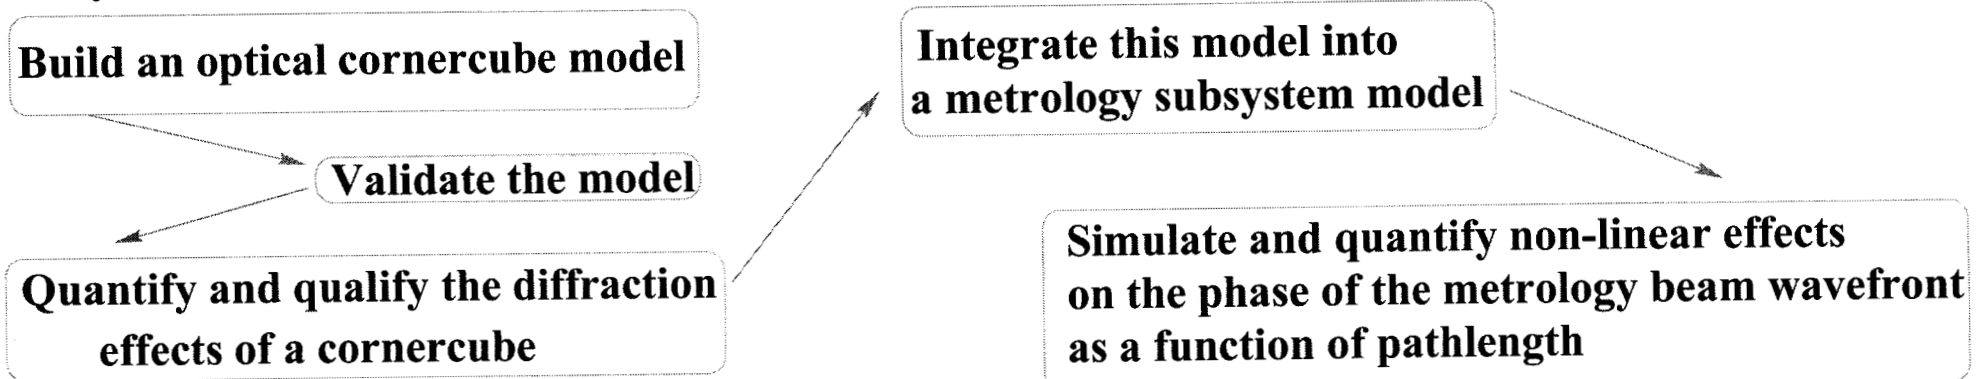 Build an optical cornercube model
Validate the model
Quantify and qualify the diffraction
effects of a cornercube
Integrate this model into
a metrology subsystem model
Simulate and quantify non-linear effects
on the phase of the metrology beam wavefront
as a function of pathlength